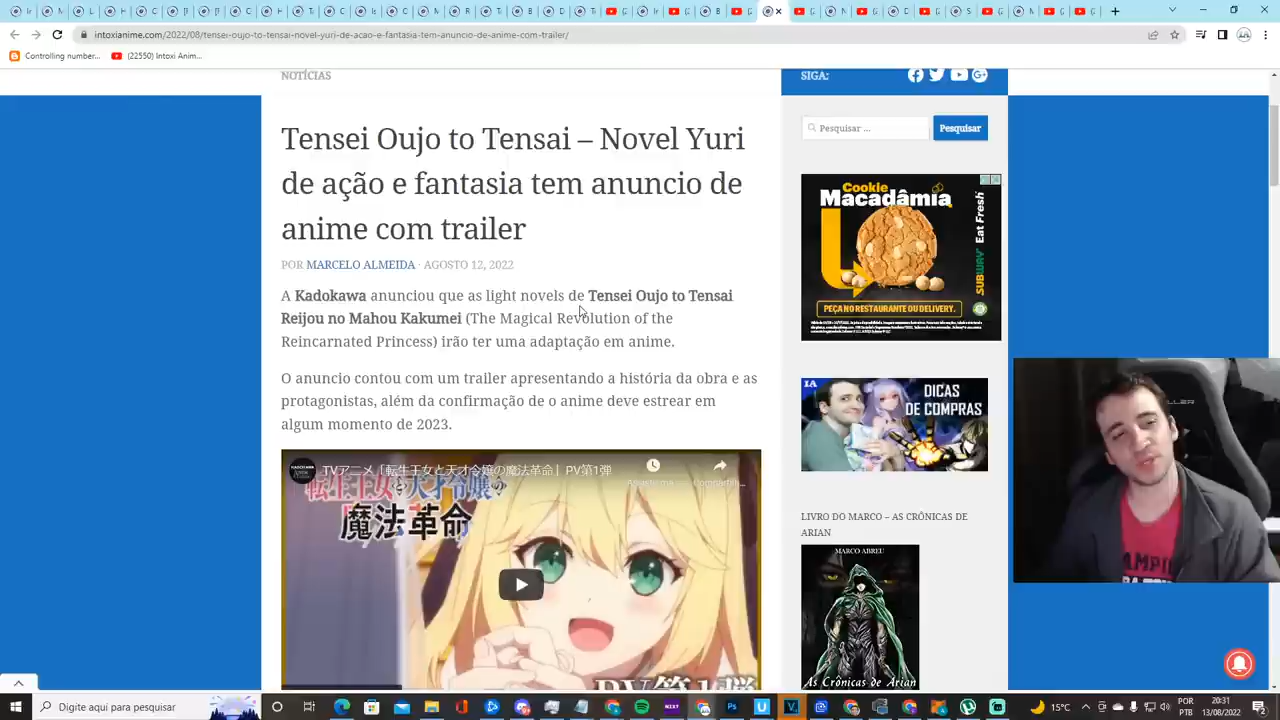 intoxianime.com/2022/08/tensei-oujo-to-tensai-novel-yuri-de-acao-e-fantasia-tem-anuncio-de-anime-com-trailer/
Controlling number...
(22550) Intoxi Anim...
NOTÍCIAS
Tensei Oujo to Tensai – Novel Yuri
de ação e fantasia tem anuncio de
anime com trailer
POR MARCELO ALMEIDA · AGOSTO 12, 2022
A Kadokawa anunciou que as light novels de Tensei Oujo to Tensai
Reijou no Mahou Kakumei (The Magical Revolution of the
Reincarnated Princess) irão ter uma adaptação em anime.
O anuncio contou com um trailer apresentando a história da obra e as
protagonistas, além da confirmação de o anime deve estrear em
algum momento de 2023.
TVアニメ「転生王女と天才令嬢の魔法革命」PV第1弾
転生王女と天才令嬢の
魔法革命
PV第1弾
SIGA:
Pesquisar ...
Pesquisar
Cookie
Macadâmia
Eat Fresh
SUBWAY
PEÇA NO RESTAURANTE OU DELIVERY.
IA
DICAS
DE COMPRAS
LIVRO DO MARCO – AS CRÔNICAS DE
ARIAN
MARCO ABREU
As Crônicas de Arian
Digite aqui para pesquisar
15°C
POR
PTB
20:31
13/08/2022